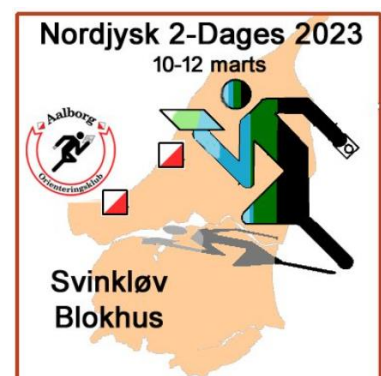 Nordjysk 2-Dages 2023
10-12 marts
Aalborg
Orienteringsklub
Svinkløv
Blokhus